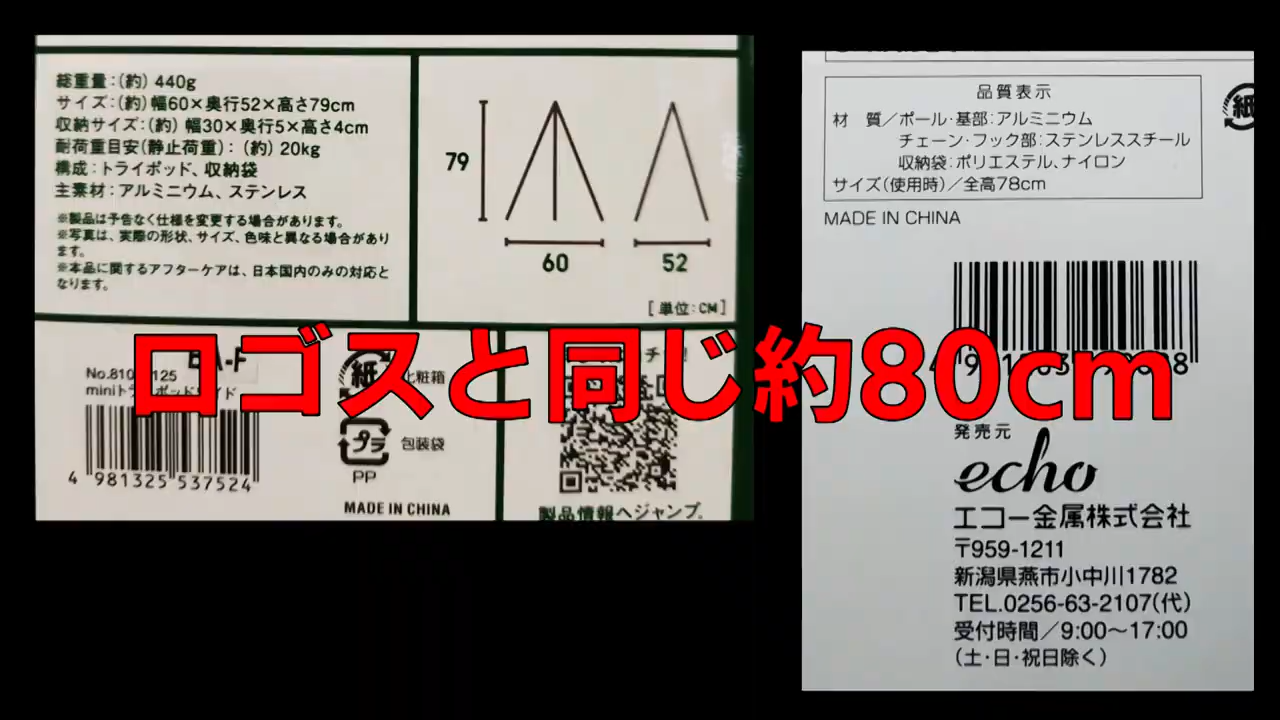 総重量：(約) 440g
サイズ：(約) 幅60×奥行52×高さ79cm
収納サイズ：(約) 幅30×奥行5×高さ4cm
耐荷重目安(静止荷重)：(約) 20kg
構成：トライポッド、収納袋
主素材：アルミニウム、ステンレス
※製品は予告なく仕様を変更する場合があります。
※写真は、実際の形状、サイズ、色味と異なる場合があり
ます。
※本品に関するアフターケアは、日本国内のみの対応と
なります。
79
60
52
[単位：CM]
品質表示
材 質／ポール・基部：アルミニウム
チェーン・フック部：ステンレススチール
収納袋：ポリエステル、ナイロン
サイズ(使用時)／全高78cm
MADE IN CHINA
紙
ロゴスと同じ約80cm
紙
化粧箱
プラ
包装袋
PP
4 981325 537524
MADE IN CHINA
製品情報へジャンプ。
発売元
echo
エコー金属株式会社
〒959-1211
新潟県燕市小中川1782
TEL.0256-63-2107(代)
受付時間／9:00〜17:00
(土・日・祝日除く)